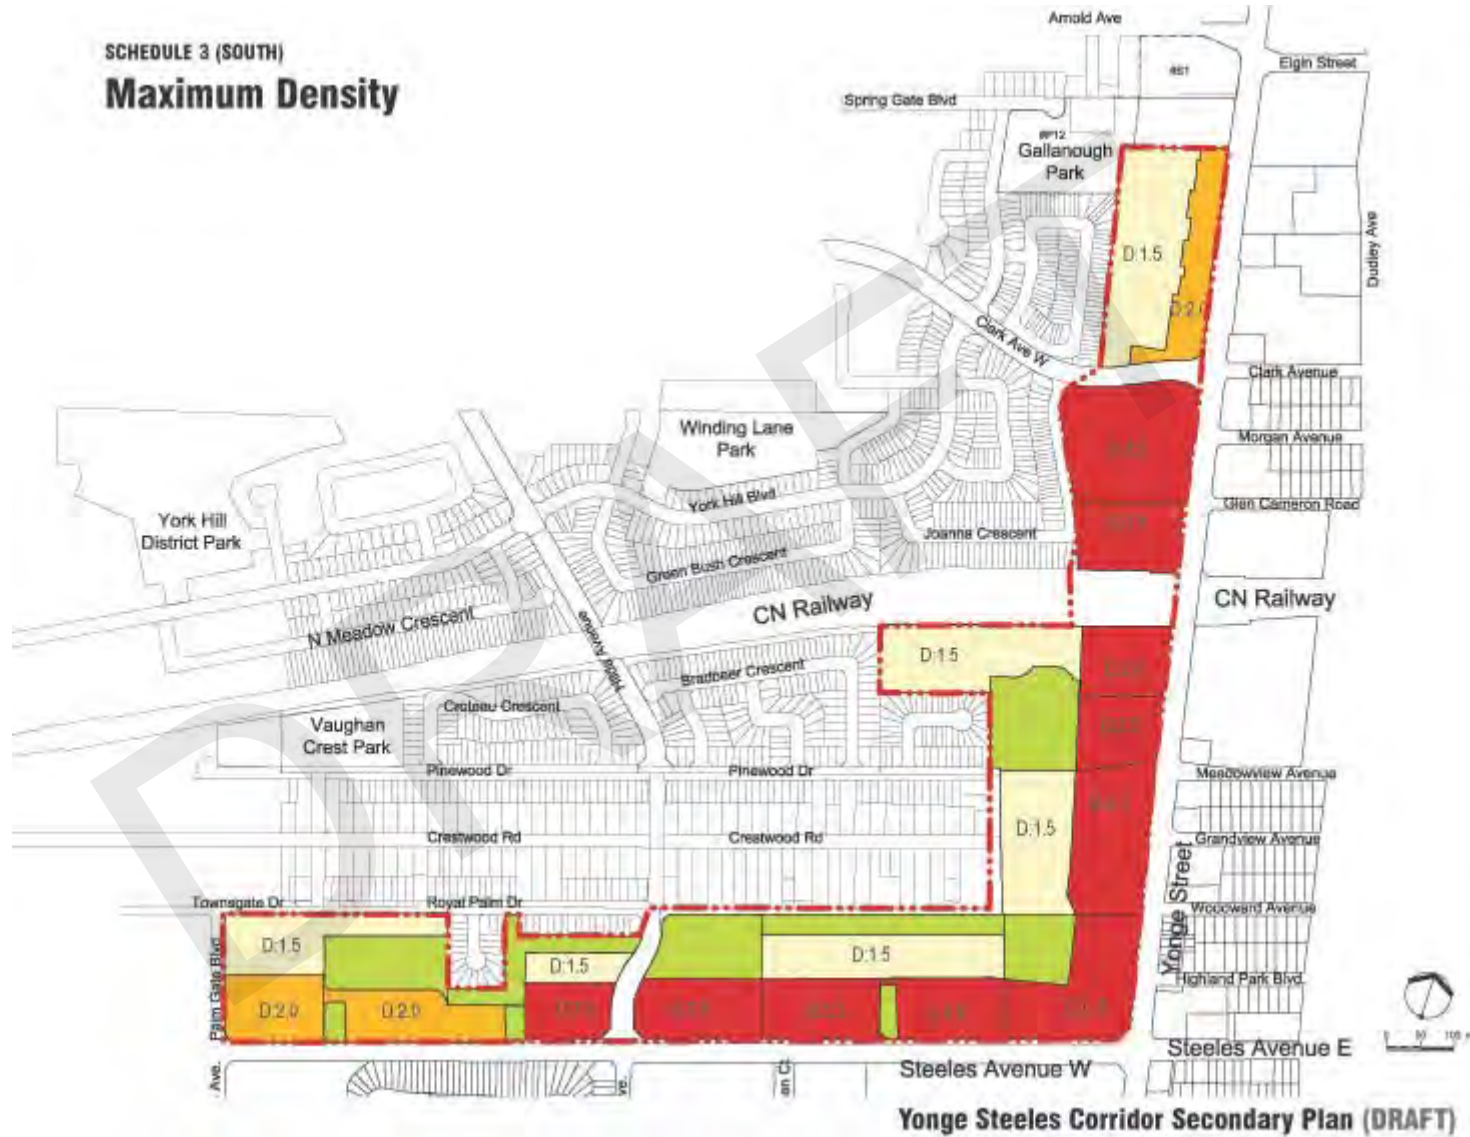 SCHEDULE 3 (SOUTH)
Maximum Density
Arnold Ave
Elgin Street
Spring Gate Blvd
Gallanough
Park
D:1.5
Dudley Ave
Clark Ave W
Clark Avenue
Winding Lane
Park
Morgan Avenue
York Hill Blvd
Glen Cameron Road
York Hill
District Park
Joanna Crescent
Green Bush Crescent
CN Railway
CN Railway
N Meadow Crescent
Hilda Avenue
D:1.5
Bradbeer Crescent
Croteau Crescent
Vaughan
Crest Park
Pinewood Dr
Pinewood Dr
Meadowview Avenue
D:1.5
Crestwood Rd
Crestwood Rd
Grandview Avenue
Yonge Street
Townsgate Dr
Royal Palm Dr
Woodward Avenue
D:1.5
D:1.5
D:1.5
Palm Gate Blvd
Highland Park Blvd.
D:2.0
D:2.0
Steeles Avenue E
Steeles Avenue W
Ave.
Yonge Steeles Corridor Secondary Plan (DRAFT)
DRAFT